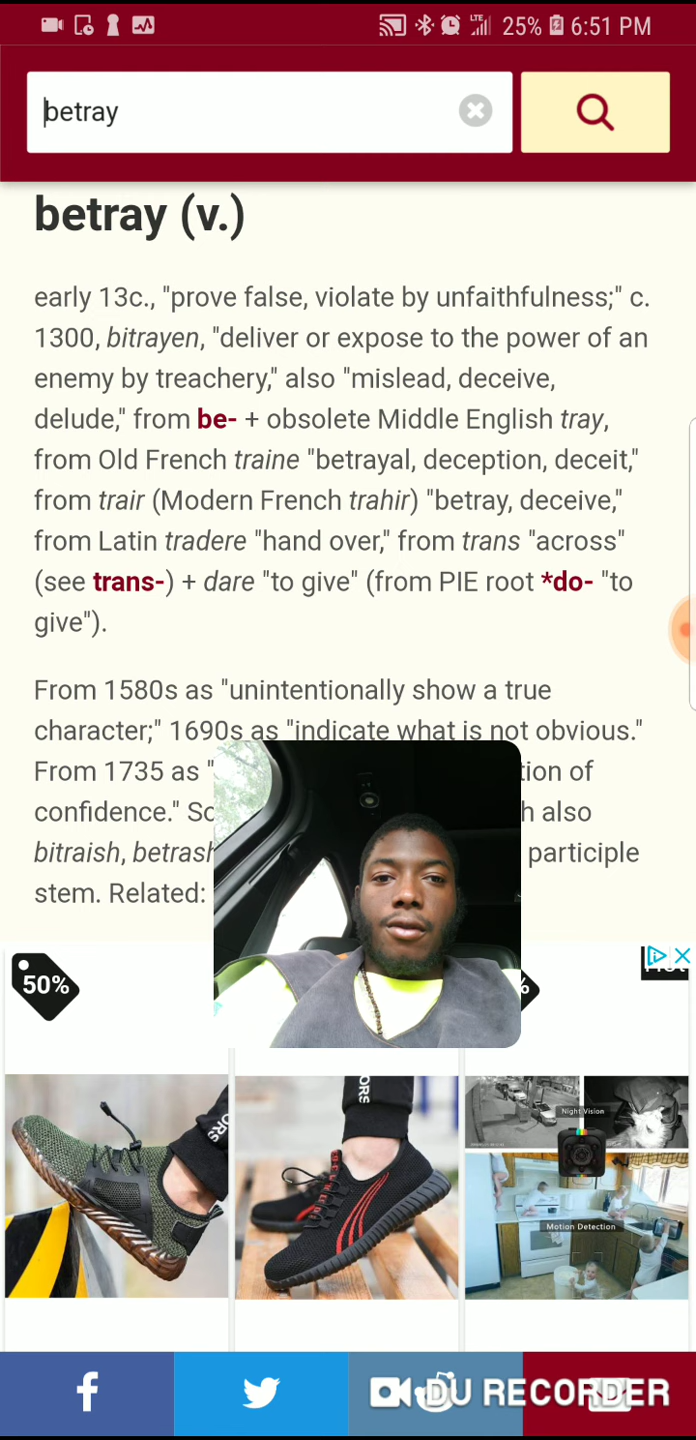 LTE 25% 6:51 PM
betray
betray (v.)
early 13c., "prove false, violate by unfaithfulness;" c.
1300, bitrayen, "deliver or expose to the power of an
enemy by treachery," also "mislead, deceive,
delude," from be- + obsolete Middle English tray,
from Old French traine "betrayal, deception, deceit,"
from trair (Modern French trahir) "betray, deceive,"
from Latin tradere "hand over," from trans "across"
(see trans-) + dare "to give" (from PIE root *do- "to
give").
From 1580s as "unintentionally show a true
character;" 1690s as "indicate what is not obvious."
From 1735 as " tion of
confidence." So h also
bitraish, betrash participle
stem. Related:
50% %
ORS ORS
Night Vision
Motion Detection
f DU RECORDER